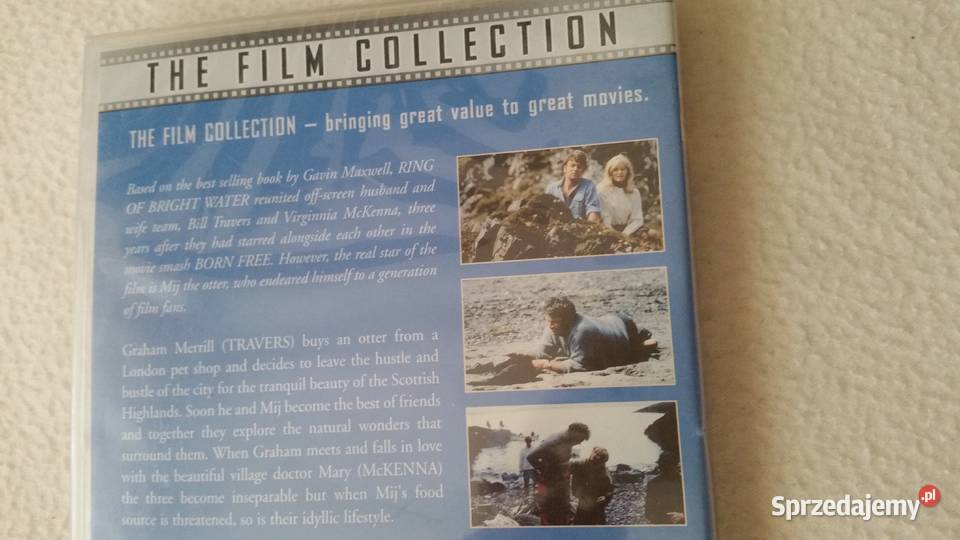 THE FILM COLLECTION
THE FILM COLLECTION – bringing great value to great movies.
Based on the best selling book by Gavin Maxwell, RING
OF BRIGHT WATER reunited off-screen husband and
wife team, Bill Travers and Virginnia McKenna, three
years after they had starred alongside each other in the
movie smash BORN FREE. However, the real star of the
film is Mij the otter, who endeared himself to a generation
of film fans.
Graham Merrill (TRAVERS) buys an otter from a
London pet shop and decides to leave the hustle and
bustle of the city for the tranquil beauty of the Scottish
Highlands. Soon he and Mij become the best of friends
and together they explore the natural wonders that
surround them. When Graham meets and falls in love
with the beautiful village doctor Mary (McKENNA)
the three become inseparable but when Mij's food
source is threatened, so is their idyllic lifestyle.
Sprzedajemy.pl